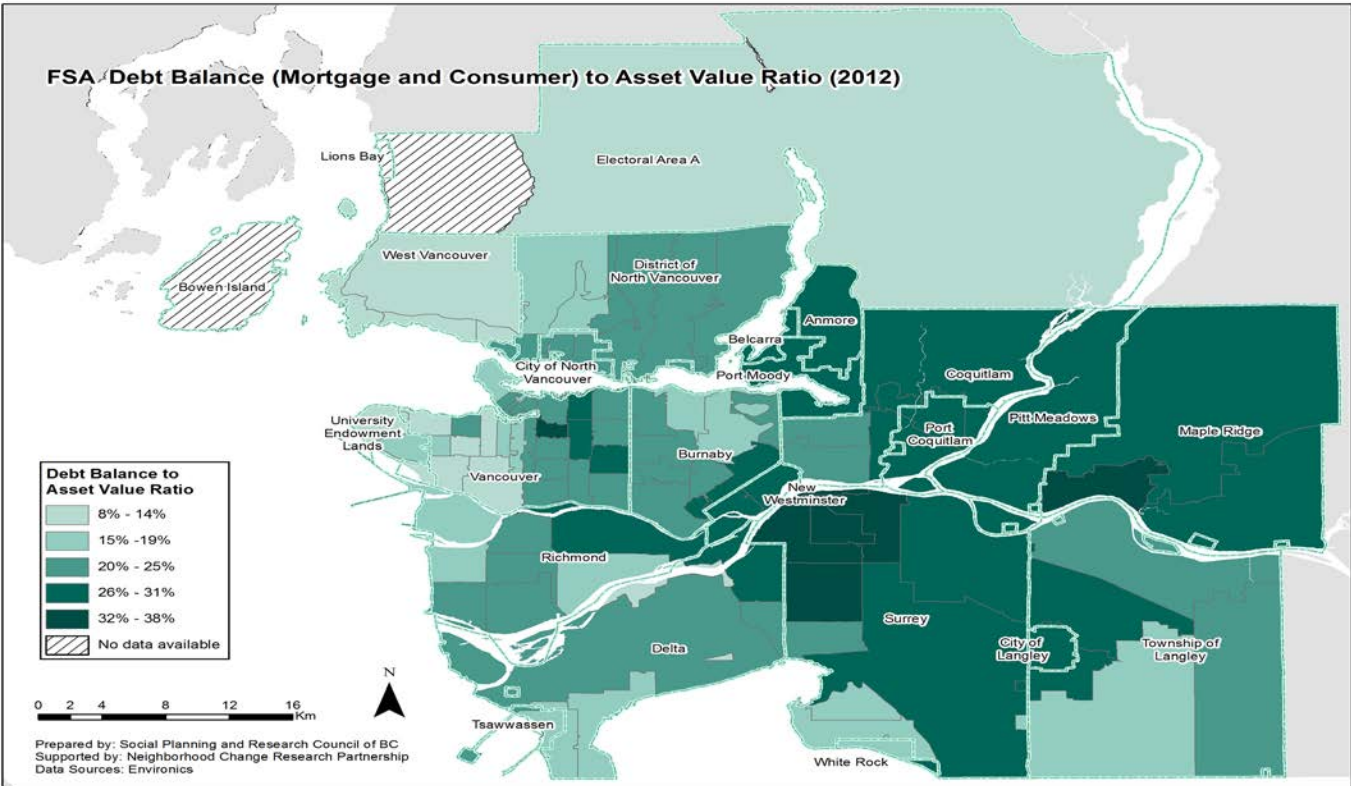 FSA Debt Balance (Mortgage and Consumer) to Asset Value Ratio (2012)
Lions Bay
Electoral Area A
West Vancouver
District of
North Vancouver
Bowen Island
Anmore
Belcarra
City of North
Vancouver
Port Moody
Coquitlam
Pitt-Meadows
University
Endowment
Lands
Port
Coquitlam
Maple Ridge
Burnaby
Vancouver
New
Westminster
Richmond
Surrey
Delta
City of
Langley
Township of
Langley
Tsawwassen
White Rock
Debt Balance to
Asset Value Ratio
8% - 14%
15% -19%
20% - 25%
26% - 31%
32% - 38%
No data available
N
0 2 4 8 12 16
Km
Prepared by: Social Planning and Research Council of BC
Supported by: Neighborhood Change Research Partnership
Data Sources: Environics